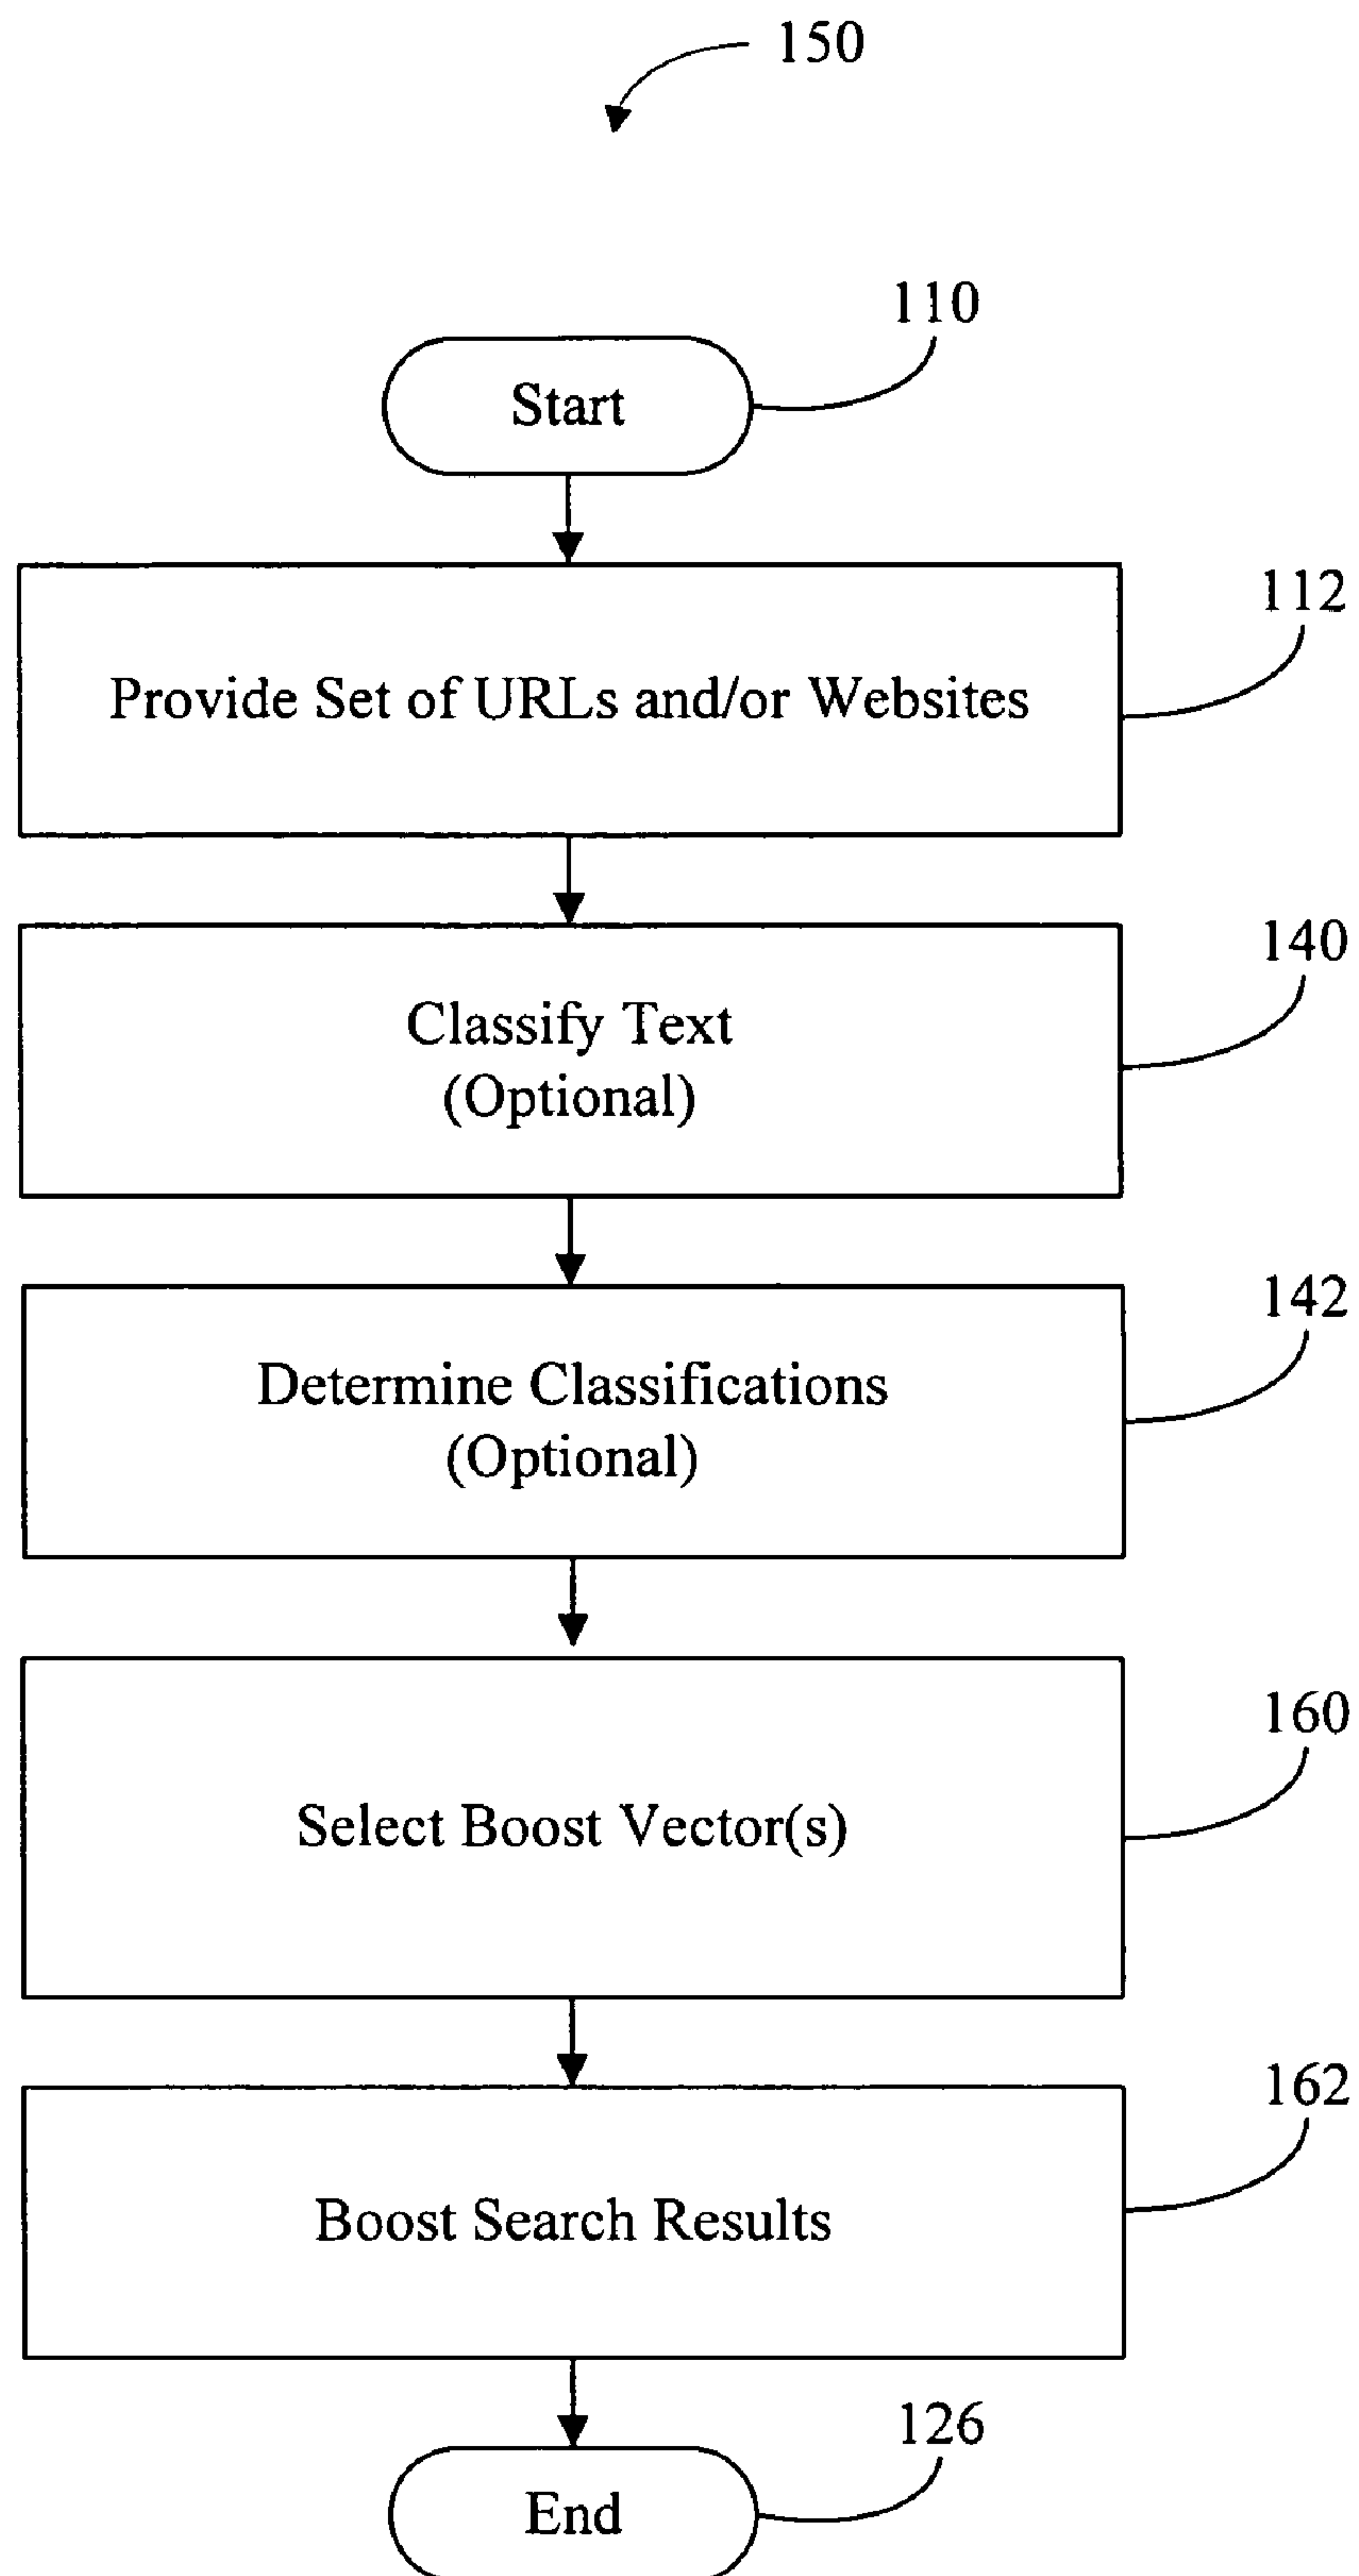 150
110
Start
112
Provide Set of URLs and/or Websites
140
Classify Text
(Optional)
142
Determine Classifications
(Optional)
160
Select Boost Vector(s)
162
Boost Search Results
126
End